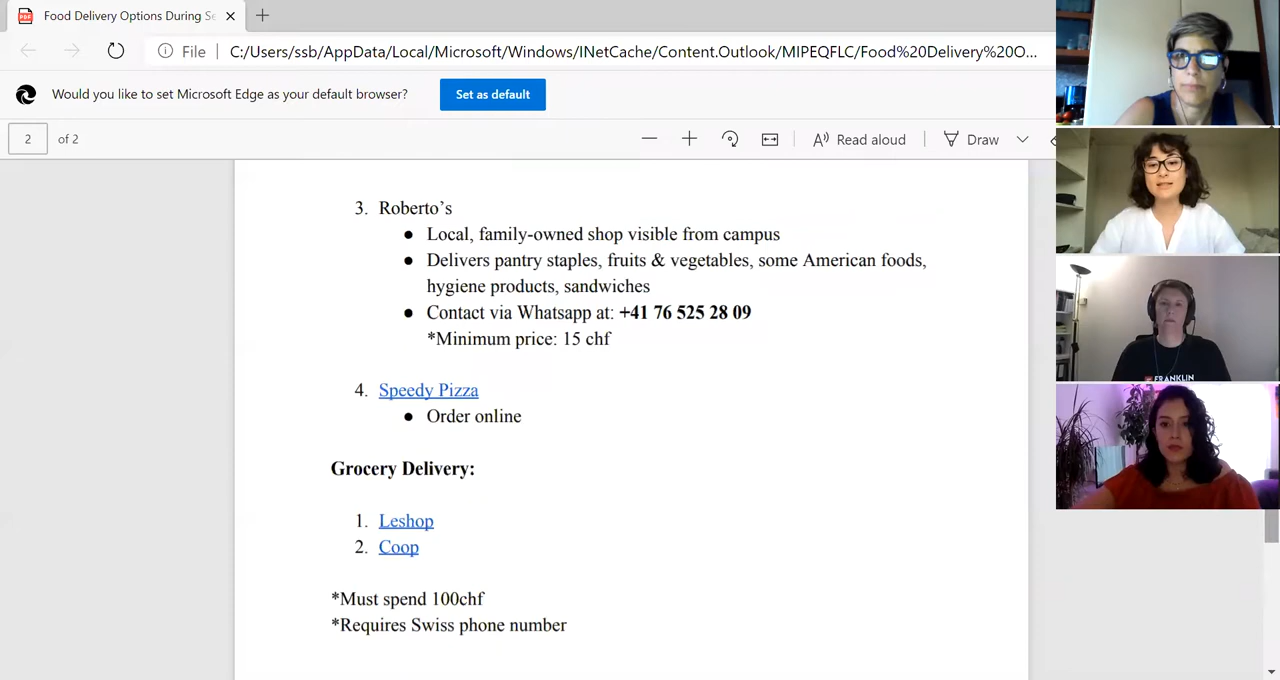 Food Delivery Options During Se
File
C:/Users/ssb/AppData/Local/Microsoft/Windows/INetCache/Content.Outlook/MIPEQFLC/Food%20Delivery%20O...
Would you like to set Microsoft Edge as your default browser?
Set as default
2 of 2
Read aloud
Draw
3. Roberto's
● Local, family-owned shop visible from campus
● Delivers pantry staples, fruits & vegetables, some American foods,
hygiene products, sandwiches
● Contact via Whatsapp at: +41 76 525 28 09
*Minimum price: 15 chf
4. Speedy Pizza
● Order online
Grocery Delivery:
1. Leshop
2. Coop
*Must spend 100chf
*Requires Swiss phone number
FRANKLIN